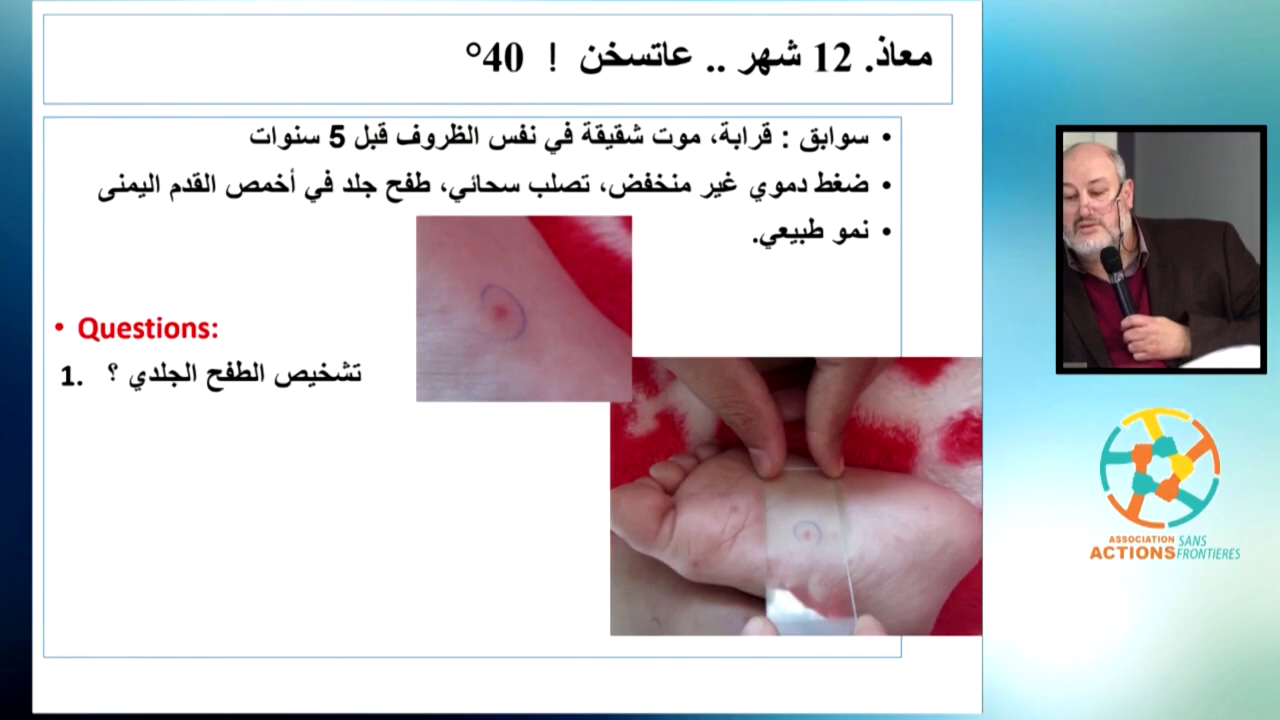 معاذ. 12 شهر .. عاتسخن ! 40°
• سوابق : قرابة، موت شقيقة في نفس الظروف قبل 5 سنوات
• ضغط دموي غير منخفض، تصلب سحائي، طفح جلد في أخمص القدم اليمنى
• نمو طبيعي.
• Questions:
1. تشخيص الطفح الجلدي ؟
ASSOCIATION SANS
ACTIONS FRONTIERES